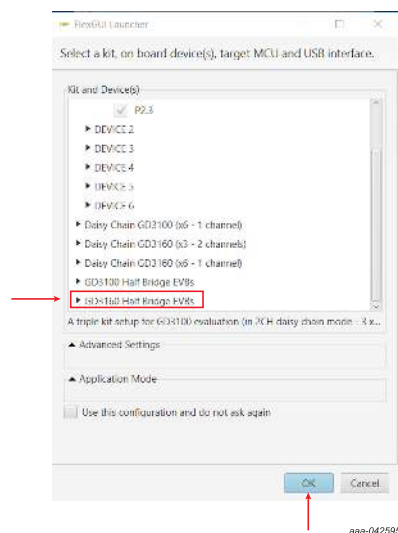 FlexGUI Launcher
Select a kit, on board device(s), target MCU and USB interface.
Kit and Device(s)
P2.3
DEVICE 2
DEVICE 3
DEVICE 4
DEVICE 5
DEVICE 6
Daisy Chain GD3100 (x6 - 1 channel)
Daisy Chain GD3160 (x3 - 2 channels)
Daisy Chain GD3160 (x6 - 1 channel)
GD3100 Half Bridge EVBs
GD3160 Half Bridge EVBs
A triple kit setup for GD3100 evaluation (in 2CH daisy chain mode - 3 x...
Advanced Settings
Application Mode
Use this configuration and do not ask again
OK Cancel
aaa-042595